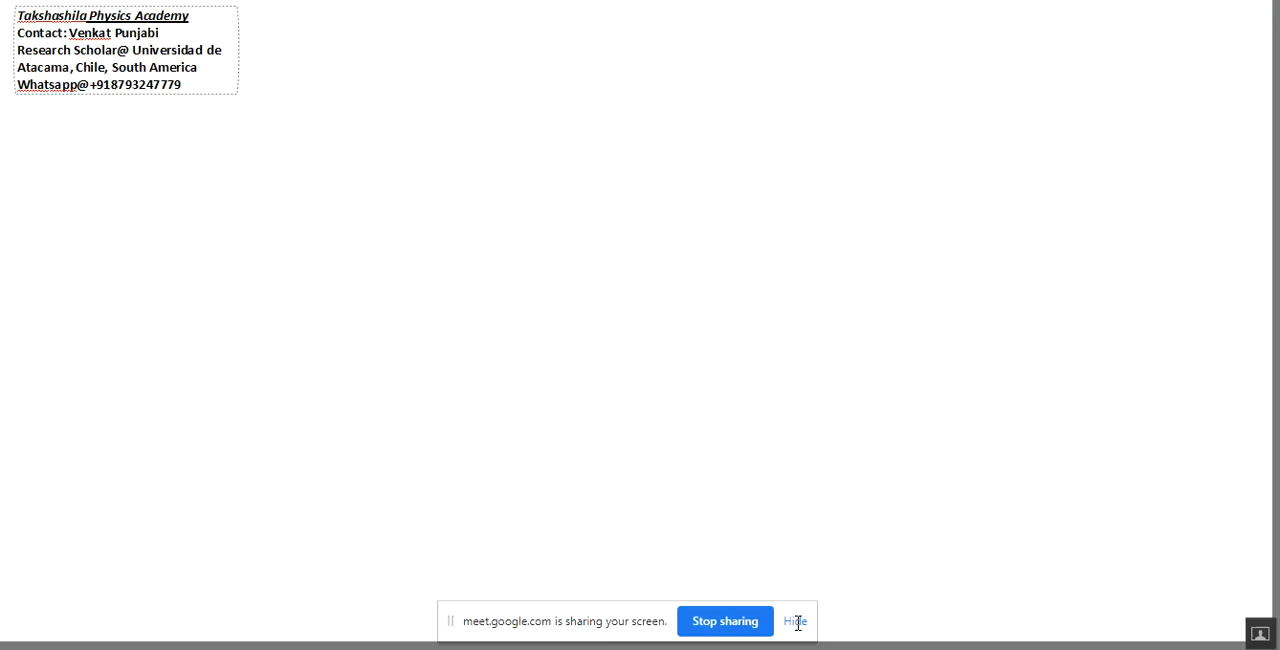 Takshashila Physics Academy
Contact: Venkat Punjabi
Research Scholar@ Universidad de
Atacama, Chile, South America
Whatsapp@+918793247779
meet.google.com is sharing your screen. Stop sharing Hide